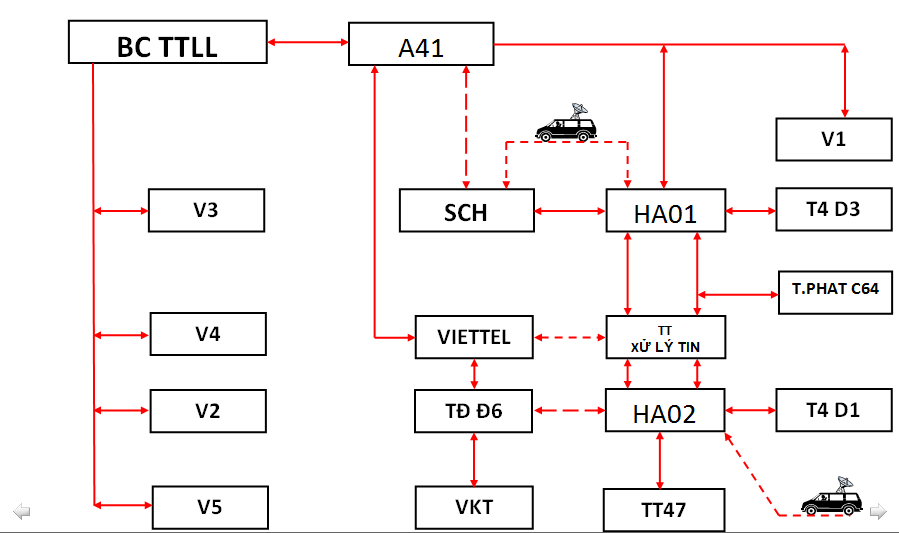 BC TTLL
A41
V1
V3
SCH
HA01
T4 D3
T.PHAT C64
V4
VIETTEL
TT
XỬ LÝ TIN
V2
TĐ Đ6
HA02
T4 D1
V5
VKT
TT47